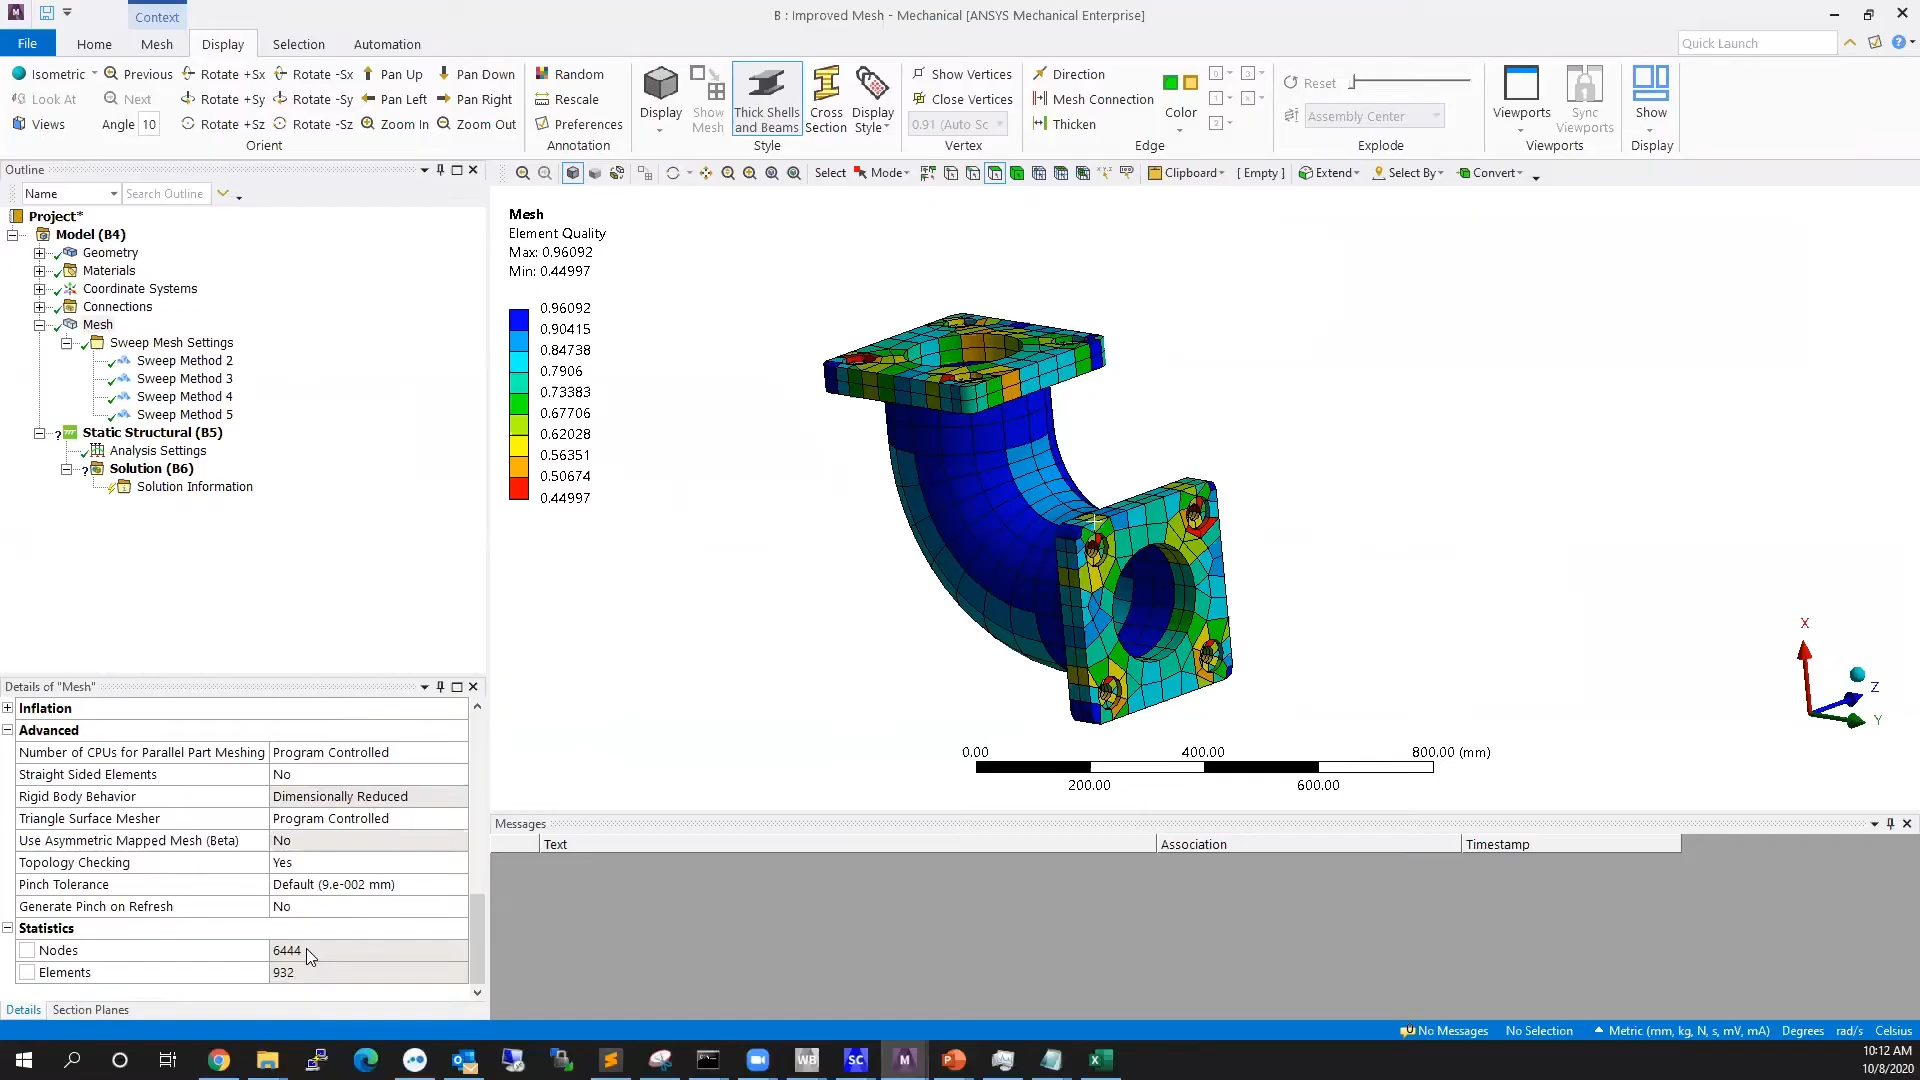 Context
B : Improved Mesh - Mechanical [ANSYS Mechanical Enterprise]
File Home Mesh Display Selection Automation
Quick Launch
Isometric Previous Rotate +Sx Rotate -Sx Pan Up Pan Down
Look At Next Rotate +Sy Rotate -Sy Pan Left Pan Right
Views Angle 10 Rotate +Sz Rotate -Sz Zoom In Zoom Out
Orient
Random
Rescale
Preferences
Annotation
Display
Show Mesh
Thick Shells and Beams
Cross Section
Display Style
Style
Show Vertices
Close Vertices
0.91 (Auto Sc
Vertex
Direction
Mesh Connection
Thicken
Color
Edge
Reset
Assembly Center
Explode
Viewports
Sync Viewports
Viewports
Show
Display
Outline
Name Search Outline
Select Mode Clipboard [ Empty ] Extend Select By Convert
Project*
Model (B4)
Geometry
Materials
Coordinate Systems
Connections
Mesh
Sweep Mesh Settings
Sweep Method 2
Sweep Method 3
Sweep Method 4
Sweep Method 5
Static Structural (B5)
Analysis Settings
Solution (B6)
Solution Information
Mesh
Element Quality
Max: 0.96092
Min: 0.44997
0.96092
0.90415
0.84738
0.7906
0.73383
0.67706
0.62028
0.56351
0.50674
0.44997
X
Z
Y
0.00 400.00 800.00 (mm)
200.00 600.00
Details of "Mesh"
Inflation
Advanced
Number of CPUs for Parallel Part Meshing Program Controlled
Straight Sided Elements No
Rigid Body Behavior Dimensionally Reduced
Triangle Surface Mesher Program Controlled
Use Asymmetric Mapped Mesh (Beta) No
Topology Checking Yes
Pinch Tolerance Default (9.e-002 mm)
Generate Pinch on Refresh No
Statistics
Nodes 6444
Elements 932
Details Section Planes
Messages
Text Association Timestamp
No Messages No Selection Metric (mm, kg, N, s, mV, mA) Degrees rad/s Celsius
WB SC M
10:12 AM
10/8/2020